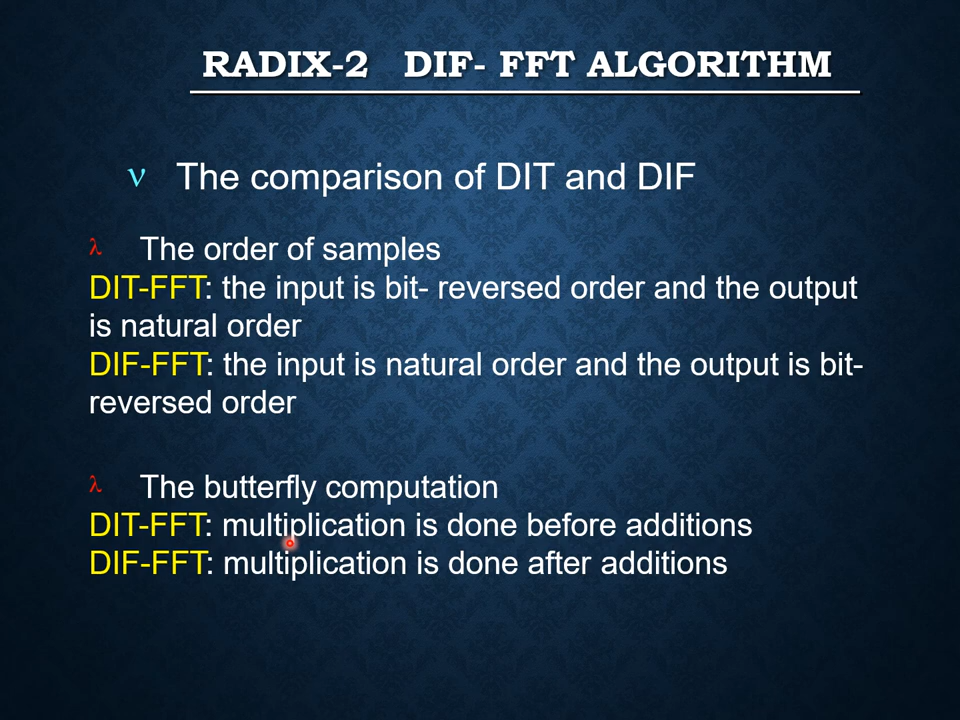 RADIX-2 DIF- FFT ALGORITHM
ν The comparison of DIT and DIF
λ The order of samples
DIT-FFT: the input is bit- reversed order and the output
is natural order
DIF-FFT: the input is natural order and the output is bit-
reversed order
λ The butterfly computation
DIT-FFT: multiplication is done before additions
DIF-FFT: multiplication is done after additions